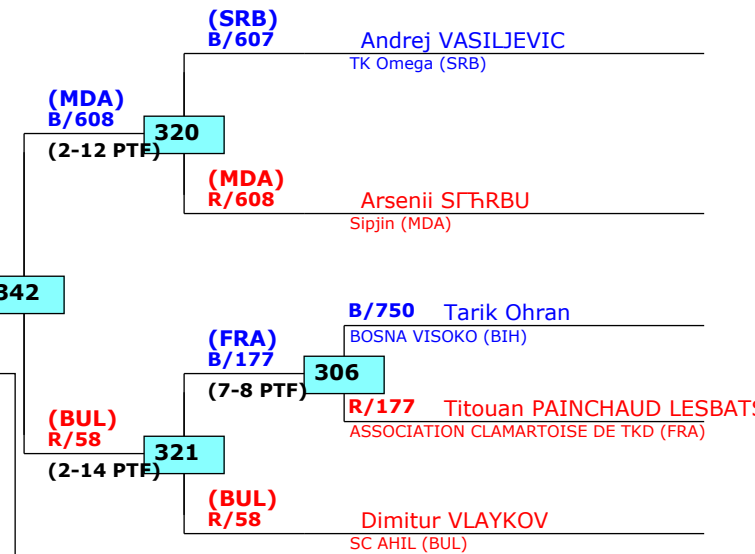 (SRB)
B/607 Andrej VASILJEVIC
TK Omega (SRB)
(MDA)
B/608
320
(2-12 PTF)
(MDA)
R/608 Arsenii SГЋRBU
Sipjin (MDA)
342
B/750 Tarik Ohran
BOSNA VISOKO (BIH)
(FRA)
B/177
306
(7-8 PTF)
R/177 Titouan PAINCHAUD LESBATS
ASSOCIATION CLAMARTOISE DE TKD (FRA)
(BUL)
R/58
321
(2-14 PTF)
(BUL)
R/58 Dimitur VLAYKOV
SC AHIL (BUL)